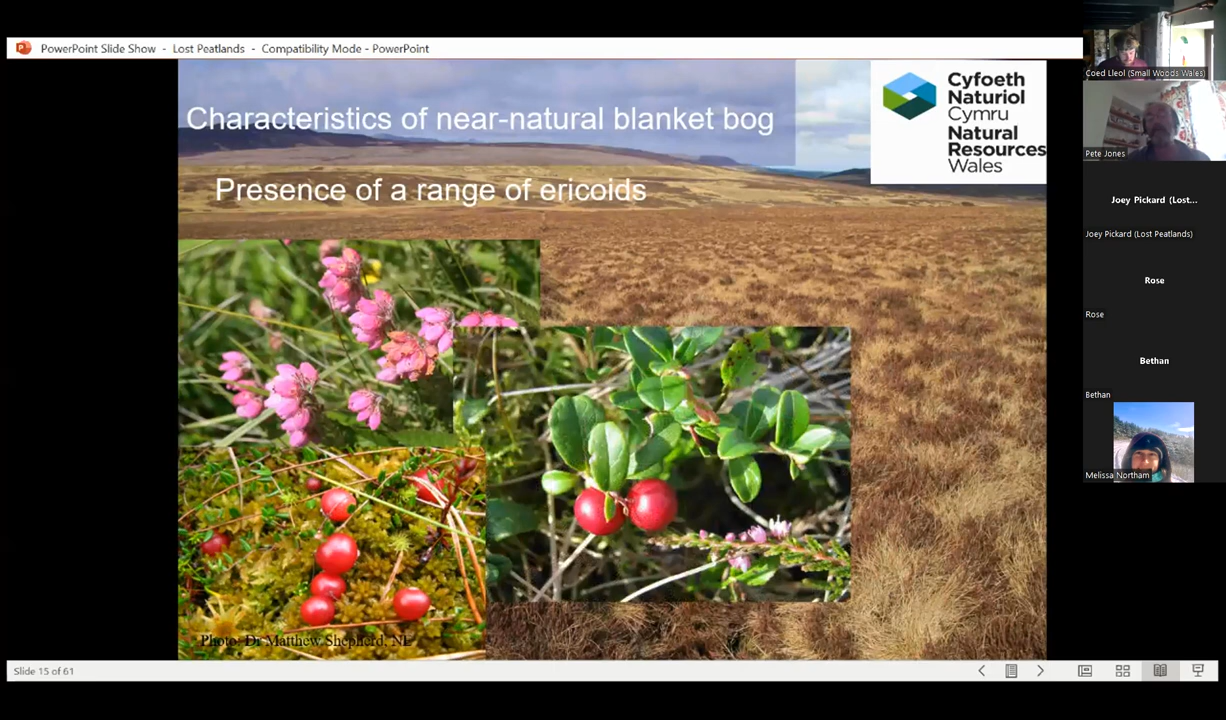 PowerPoint Slide Show - Lost Peatlands - Compatibility Mode - PowerPoint
Characteristics of near-natural blanket bog
Presence of a range of ericoids
Cyfoeth
Naturiol
Cymru
Natural
Resources
Wales
Photo: Dr Matthew Shepherd, NE
Slide 15 of 61
Coed Lleol (Small Woods Wales)
Pete Jones
Joey Pickard (Lost...
Joey Pickard (Lost Peatlands)
Rose
Rose
Bethan
Bethan
Melissa Northam